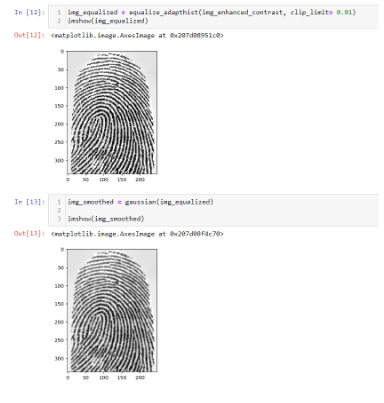 In [12]: 1 img_equalized = equalize_adapthist(img_enhanced_contrast, clip_limit= 0.01)
2 imshow(img_equalized)
Out[12]: <matplotlib.image.AxesImage at 0x207d08951c0>
0
50
100
150
200
250
300
0 50 100 150 200
In [13]: 1 img_smoothed = gaussian(img_equalized)
2
3 imshow(img_smoothed)
Out[13]: <matplotlib.image.AxesImage at 0x207d08f4c70>
0
50
100
150
200
250
300
0 50 100 150 200